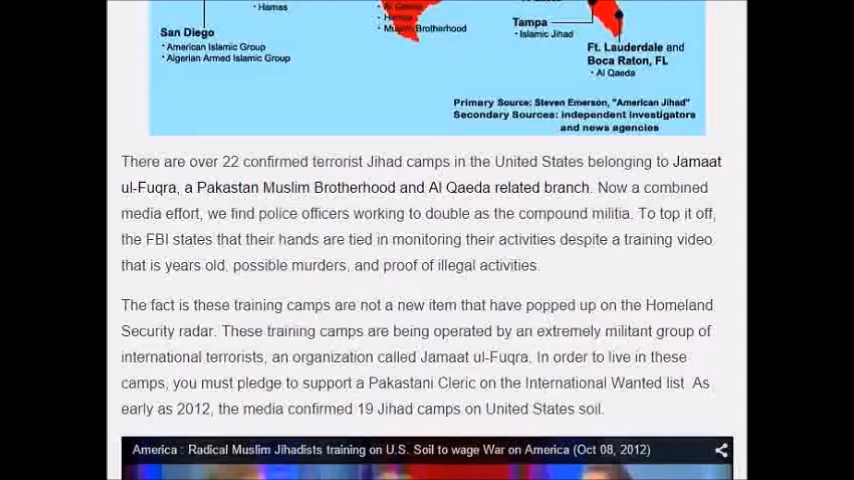 · Hamas
· Hamas
· Muslim Brotherhood
San Diego
· American Islamic Group
· Algerian Armed Islamic Group
Tampa
· Islamic Jihad
Ft. Lauderdale and
Boca Raton, FL
· Al Qaeda
Primary Source: Steven Emerson, "American Jihad"
Secondary Sources: independent investigators
and news agencies
There are over 22 confirmed terrorist Jihad camps in the United States belonging to Jamaat
ul-Fuqra, a Pakastan Muslim Brotherhood and Al Qaeda related branch. Now a combined
media effort, we find police officers working to double as the compound militia. To top it off,
the FBI states that their hands are tied in monitoring their activities despite a training video
that is years old, possible murders, and proof of illegal activities.
The fact is these training camps are not a new item that have popped up on the Homeland
Security radar. These training camps are being operated by an extremely militant group of
international terrorists, an organization called Jamaat ul-Fuqra. In order to live in these
camps, you must pledge to support a Pakastani Cleric on the International Wanted list As
early as 2012, the media confirmed 19 Jihad camps on United States soil.
America : Radical Muslim Jihadists training on U.S. Soil to wage War on America (Oct 08, 2012)